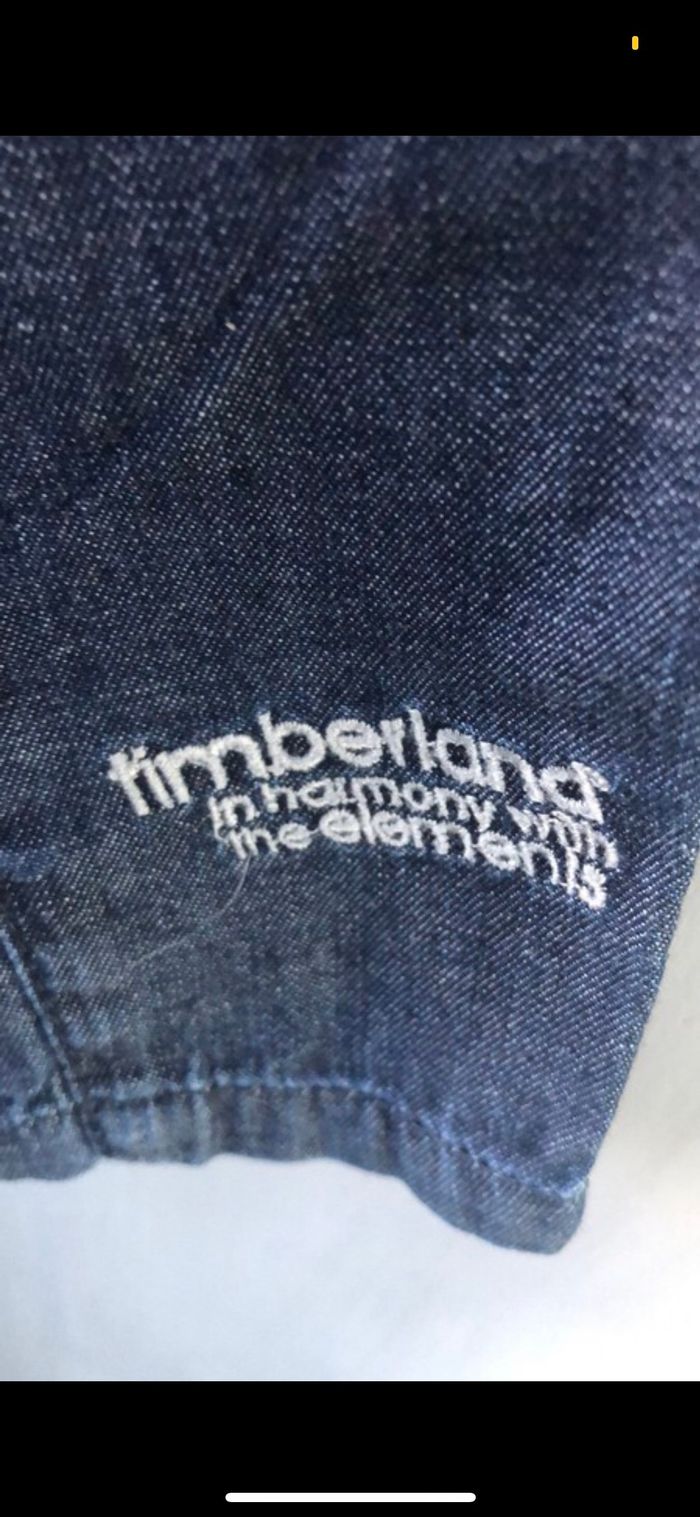 timberland
in harmony with
the elements